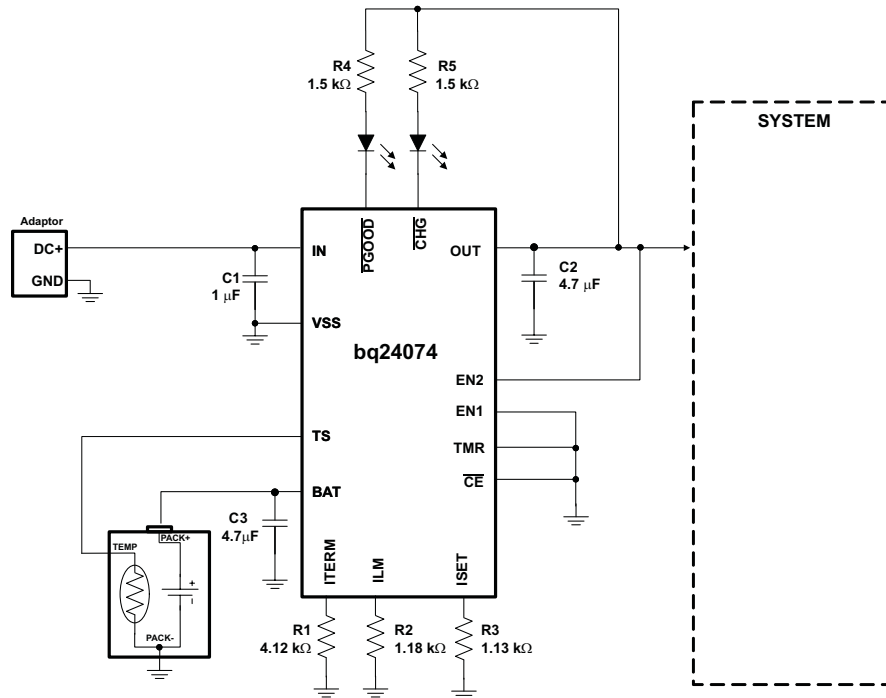 R4
1.5 kΩ
R5
1.5 kΩ
SYSTEM
Adaptor
DC+
GND
C1
1 μF
IN
PGOOD
CHG
OUT
C2
4.7 μF
VSS
bq24074
EN2
EN1
TS
TMR
CE
BAT
C3
4.7μF
PACK+
TEMP
+
–
PACK-
ITERM
ILM
ISET
R1
4.12 kΩ
R2
1.18 kΩ
R3
1.13 kΩ